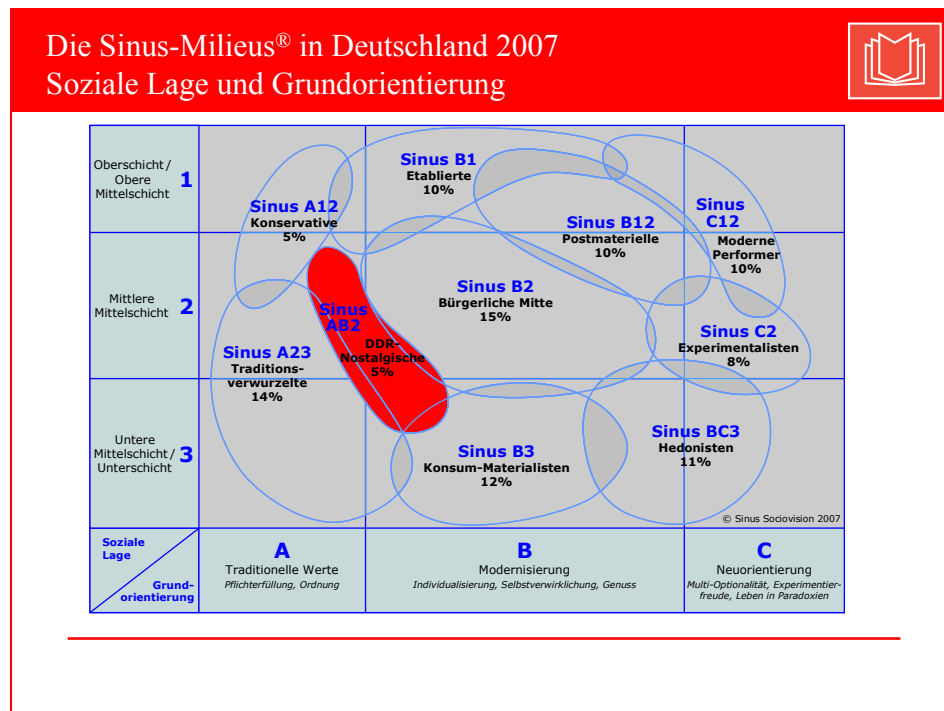 Die Sinus-Milieus® in Deutschland 2007
Soziale Lage und Grundorientierung
Oberschicht /
Obere
Mittelschicht
1
Mittlere
Mittelschicht
2
Untere
Mittelschicht /
Unterschicht
3
Sinus A12
Konservative
5%
Sinus B1
Etablierte
10%
Sinus B12
Postmaterielle
10%
Sinus
C12
Moderne
Performer
10%
Sinus
AB2
DDR-
Nostalgische
5%
Sinus B2
Bürgerliche Mitte
15%
Sinus C2
Experimentalisten
8%
Sinus A23
Traditions-
verwurzelte
14%
Sinus B3
Konsum-Materialisten
12%
Sinus BC3
Hedonisten
11%
© Sinus Sociovision 2007
Soziale
Lage
Grund-
orientierung
A
Traditionelle Werte
Pflichterfüllung, Ordnung
B
Modernisierung
Individualisierung, Selbstverwirklichung, Genuss
C
Neuorientierung
Multi-Optionalität, Experimentier-
freude, Leben in Paradoxien